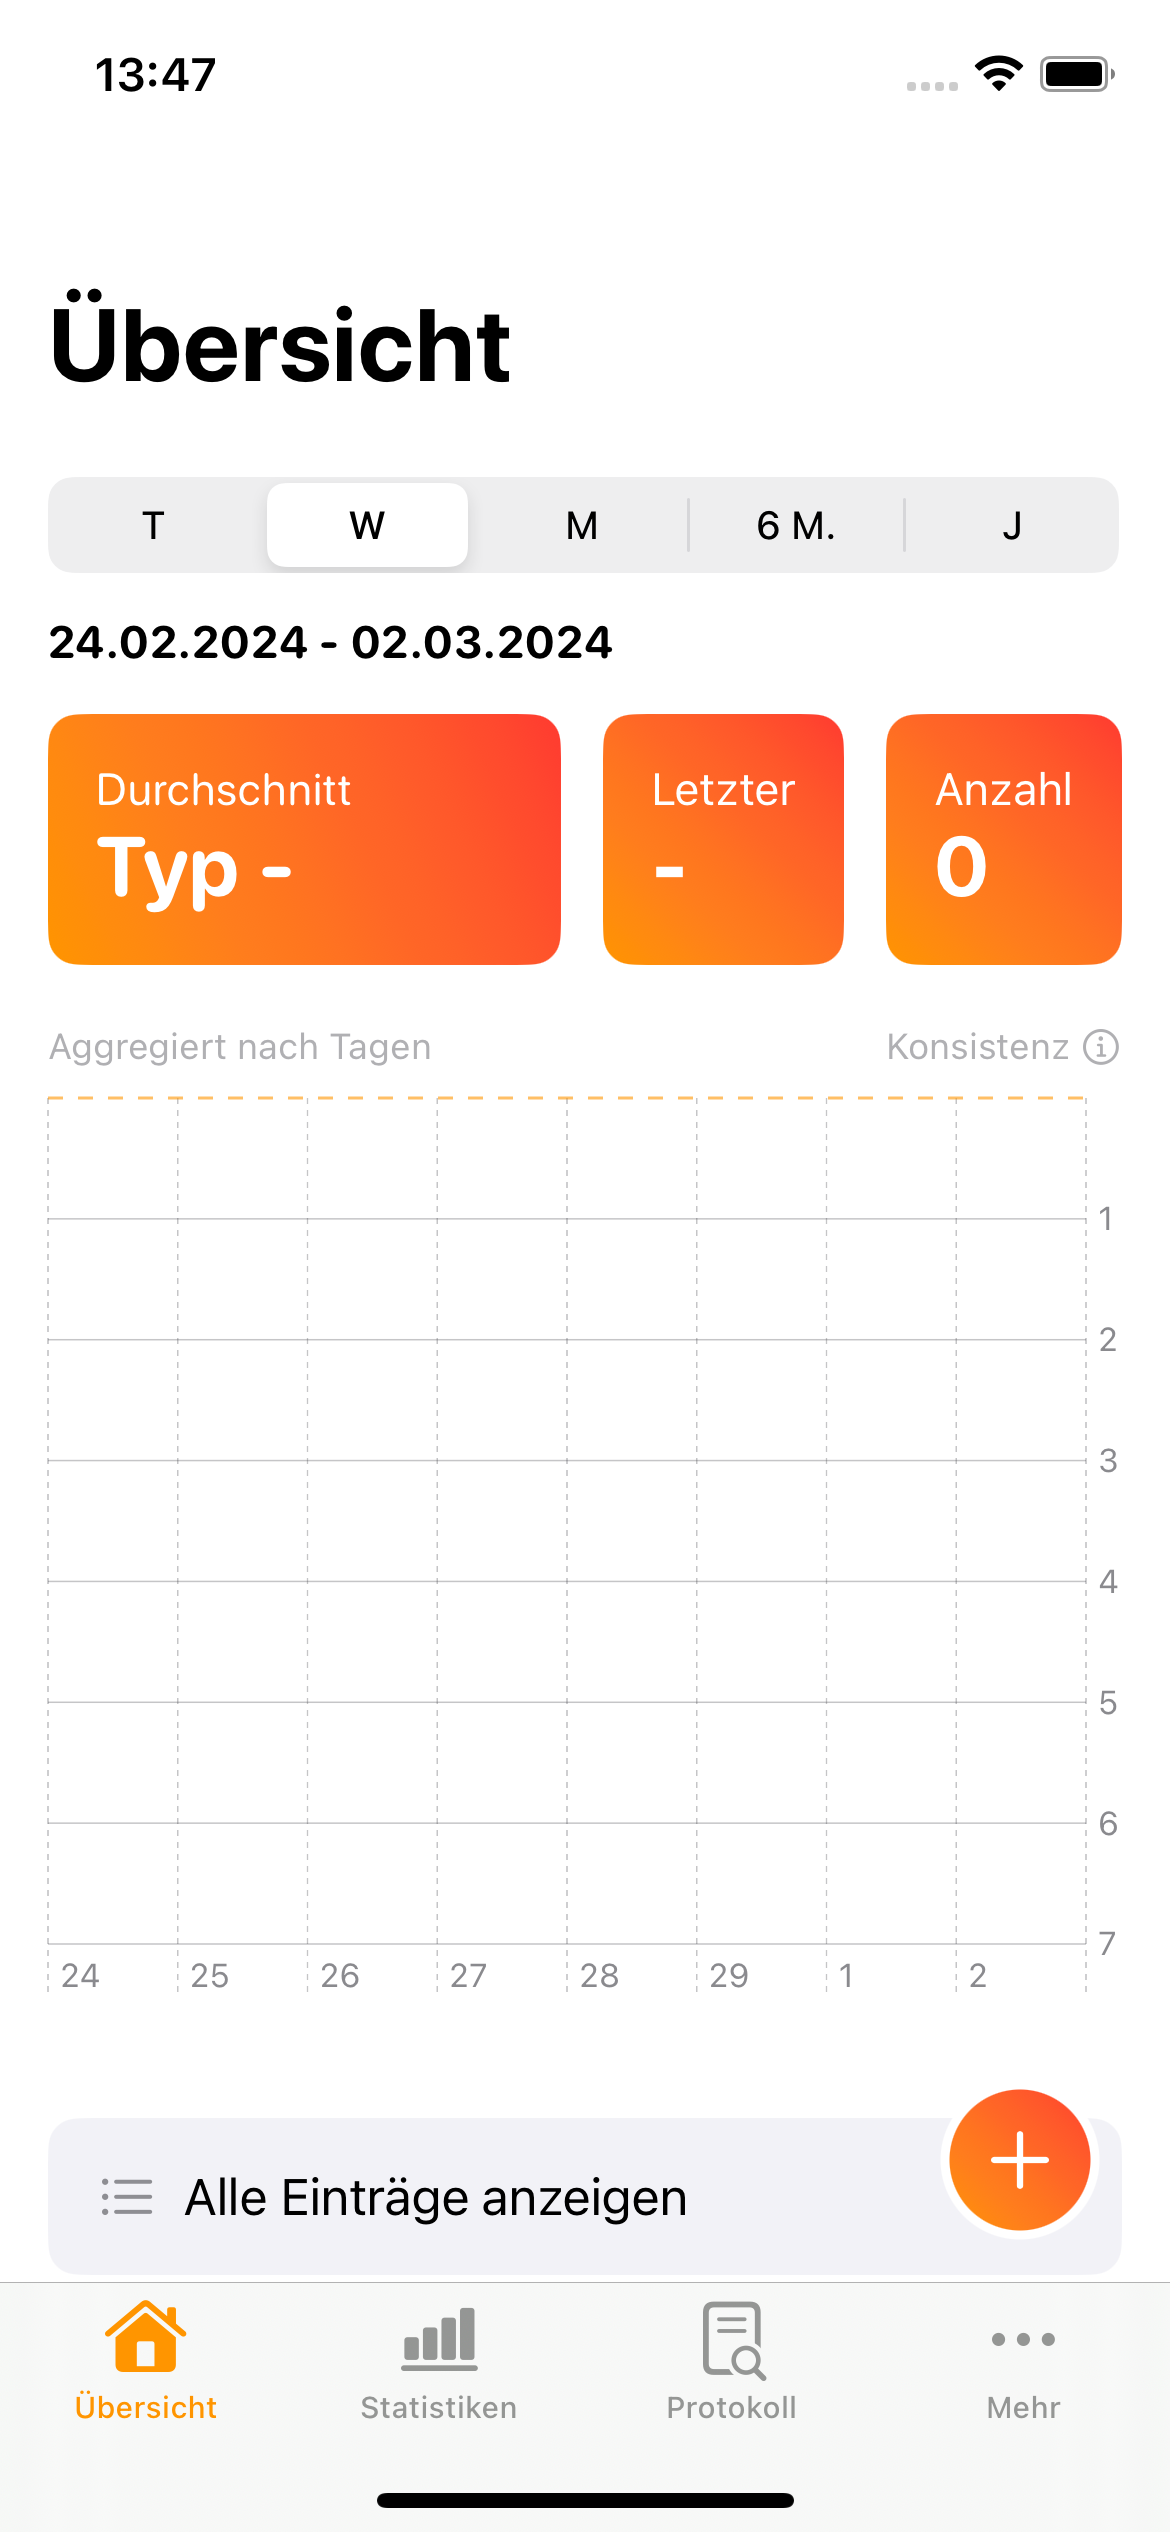 13:47
Übersicht
T W M 6 M. J
24.02.2024 - 02.03.2024
Durchschnitt Letzter Anzahl
Typ - - 0
Aggregiert nach Tagen Konsistenz
1
2
3
4
5
6
7
24 25 26 27 28 29 1 2
Alle Einträge anzeigen
Übersicht Statistiken Protokoll Mehr